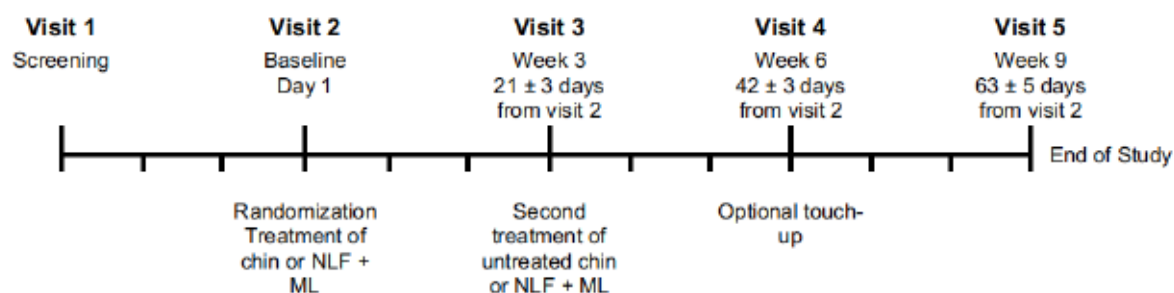 Visit 1
Screening
Visit 2
Baseline
Day 1
Visit 3
Week 3
21 ± 3 days
from visit 2
Visit 4
Week 6
42 ± 3 days
from visit 2
Visit 5
Week 9
63 ± 5 days
from visit 2
End of Study
Randomization
Treatment of
chin or NLF +
ML
Second
treatment of
untreated chin
or NLF + ML
Optional touch-
up